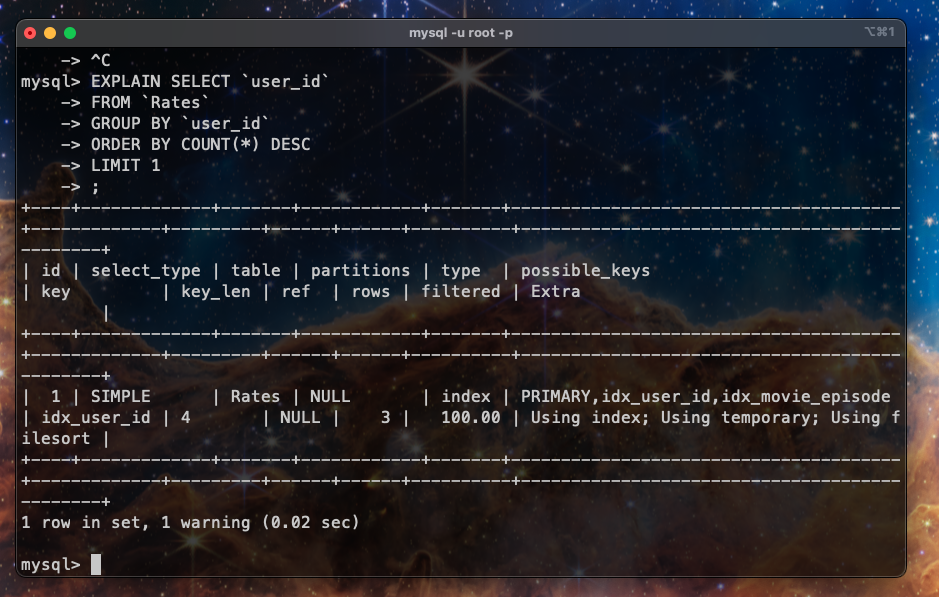 mysql -u root -p
⌥⌘1
-> ^C
mysql> EXPLAIN SELECT `user_id`
    -> FROM `Rates`
    -> GROUP BY `user_id`
    -> ORDER BY COUNT(*) DESC
    -> LIMIT 1
    -> ;
+----+-------------+-------+------------+-------+---------------------------------------
+-------------+---------+------+------+----------+---------------------------------------
--------+
| id | select_type | table | partitions | type  | possible_keys
| key         | key_len | ref  | rows | filtered | Extra
        |
+----+-------------+-------+------------+-------+---------------------------------------
+-------------+---------+------+------+----------+---------------------------------------
--------+
|  1 | SIMPLE      | Rates | NULL       | index | PRIMARY,idx_user_id,idx_movie_episode
| idx_user_id | 4       | NULL |    3 |   100.00 | Using index; Using temporary; Using f
ilesort |
+----+-------------+-------+------------+-------+---------------------------------------
+-------------+---------+------+------+----------+---------------------------------------
--------+
1 row in set, 1 warning (0.02 sec)
mysql>